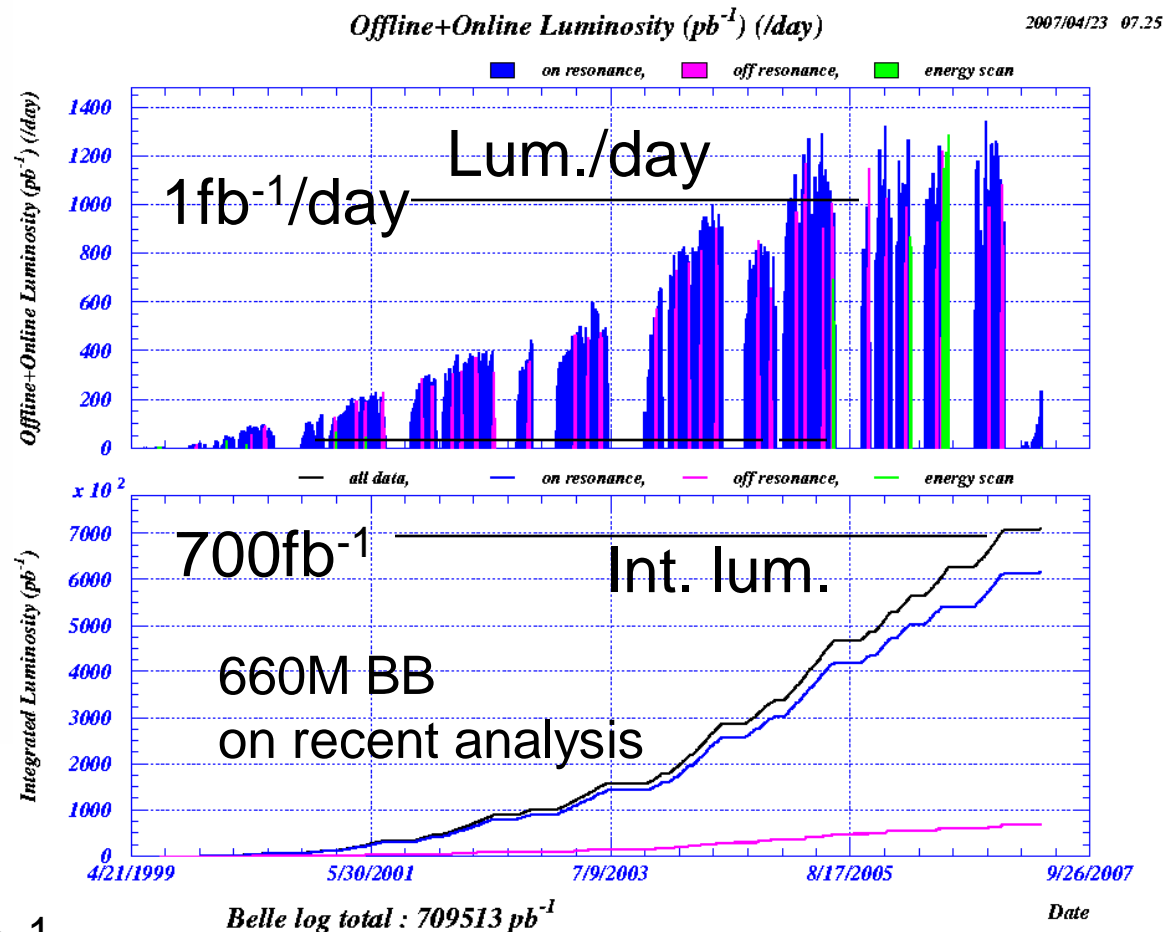 Offline+Online Luminosity (pb-1) (/day)
2007/04/23 07.25
on resonance, off resonance, energy scan
Offline+Online Luminosity (pb-1) (/day)
1400
1200
1000
800
600
400
200
0
Lum./day
1fb-1/day
all data, on resonance, off resonance, energy scan
x 10 2
Integrated Luminosity (pb-1)
7000
6000
5000
4000
3000
2000
1000
0
700fb-1
Int. lum.
660M BB
on recent analysis
4/21/1999 5/30/2001 7/9/2003 8/17/2005 9/26/2007
Belle log total : 709513 pb-1
Date
1